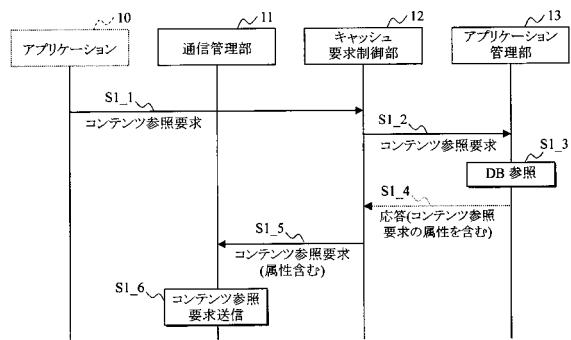 10
11
12
13
アプリケーション
通信管理部
キャッシュ
要求制御部
アプリケーション
管理部
S1_1
コンテンツ参照要求
S1_2
コンテンツ参照要求
S1_3
DB 参照
S1_4
応答(コンテンツ参照
要求の属性を含む)
S1_5
コンテンツ参照要求
(属性含む)
S1_6
コンテンツ参照
要求送信